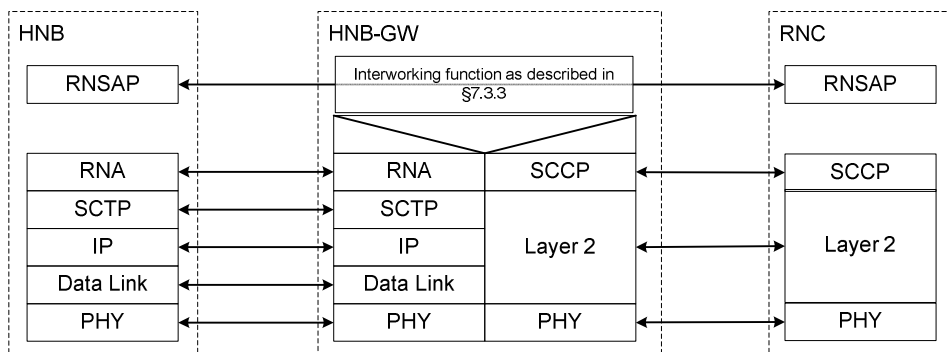 HNB
HNB-GW
RNC
RNSAP
Interworking function as described in
§7.3.3
RNSAP
RNA
RNA
SCCP
SCCP
SCTP
SCTP
IP
IP
Layer 2
Layer 2
Data Link
Data Link
PHY
PHY
PHY
PHY